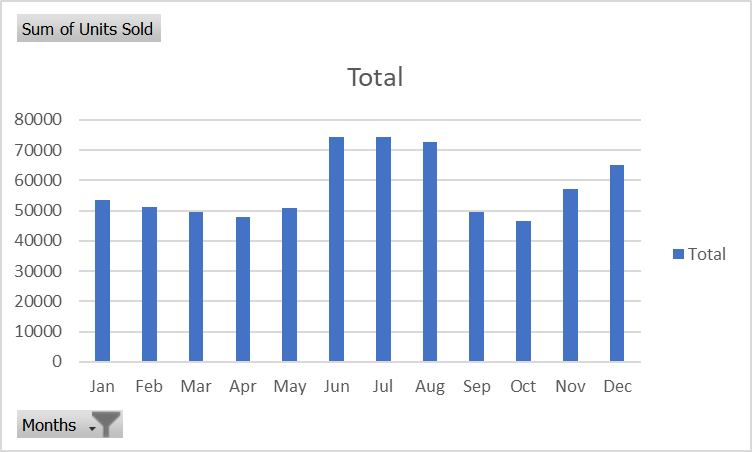 Sum of Units Sold
Total
80000
70000
60000
50000
40000
30000
20000
10000
0
Total
Jan Feb Mar Apr May Jun Jul Aug Sep Oct Nov Dec
Months